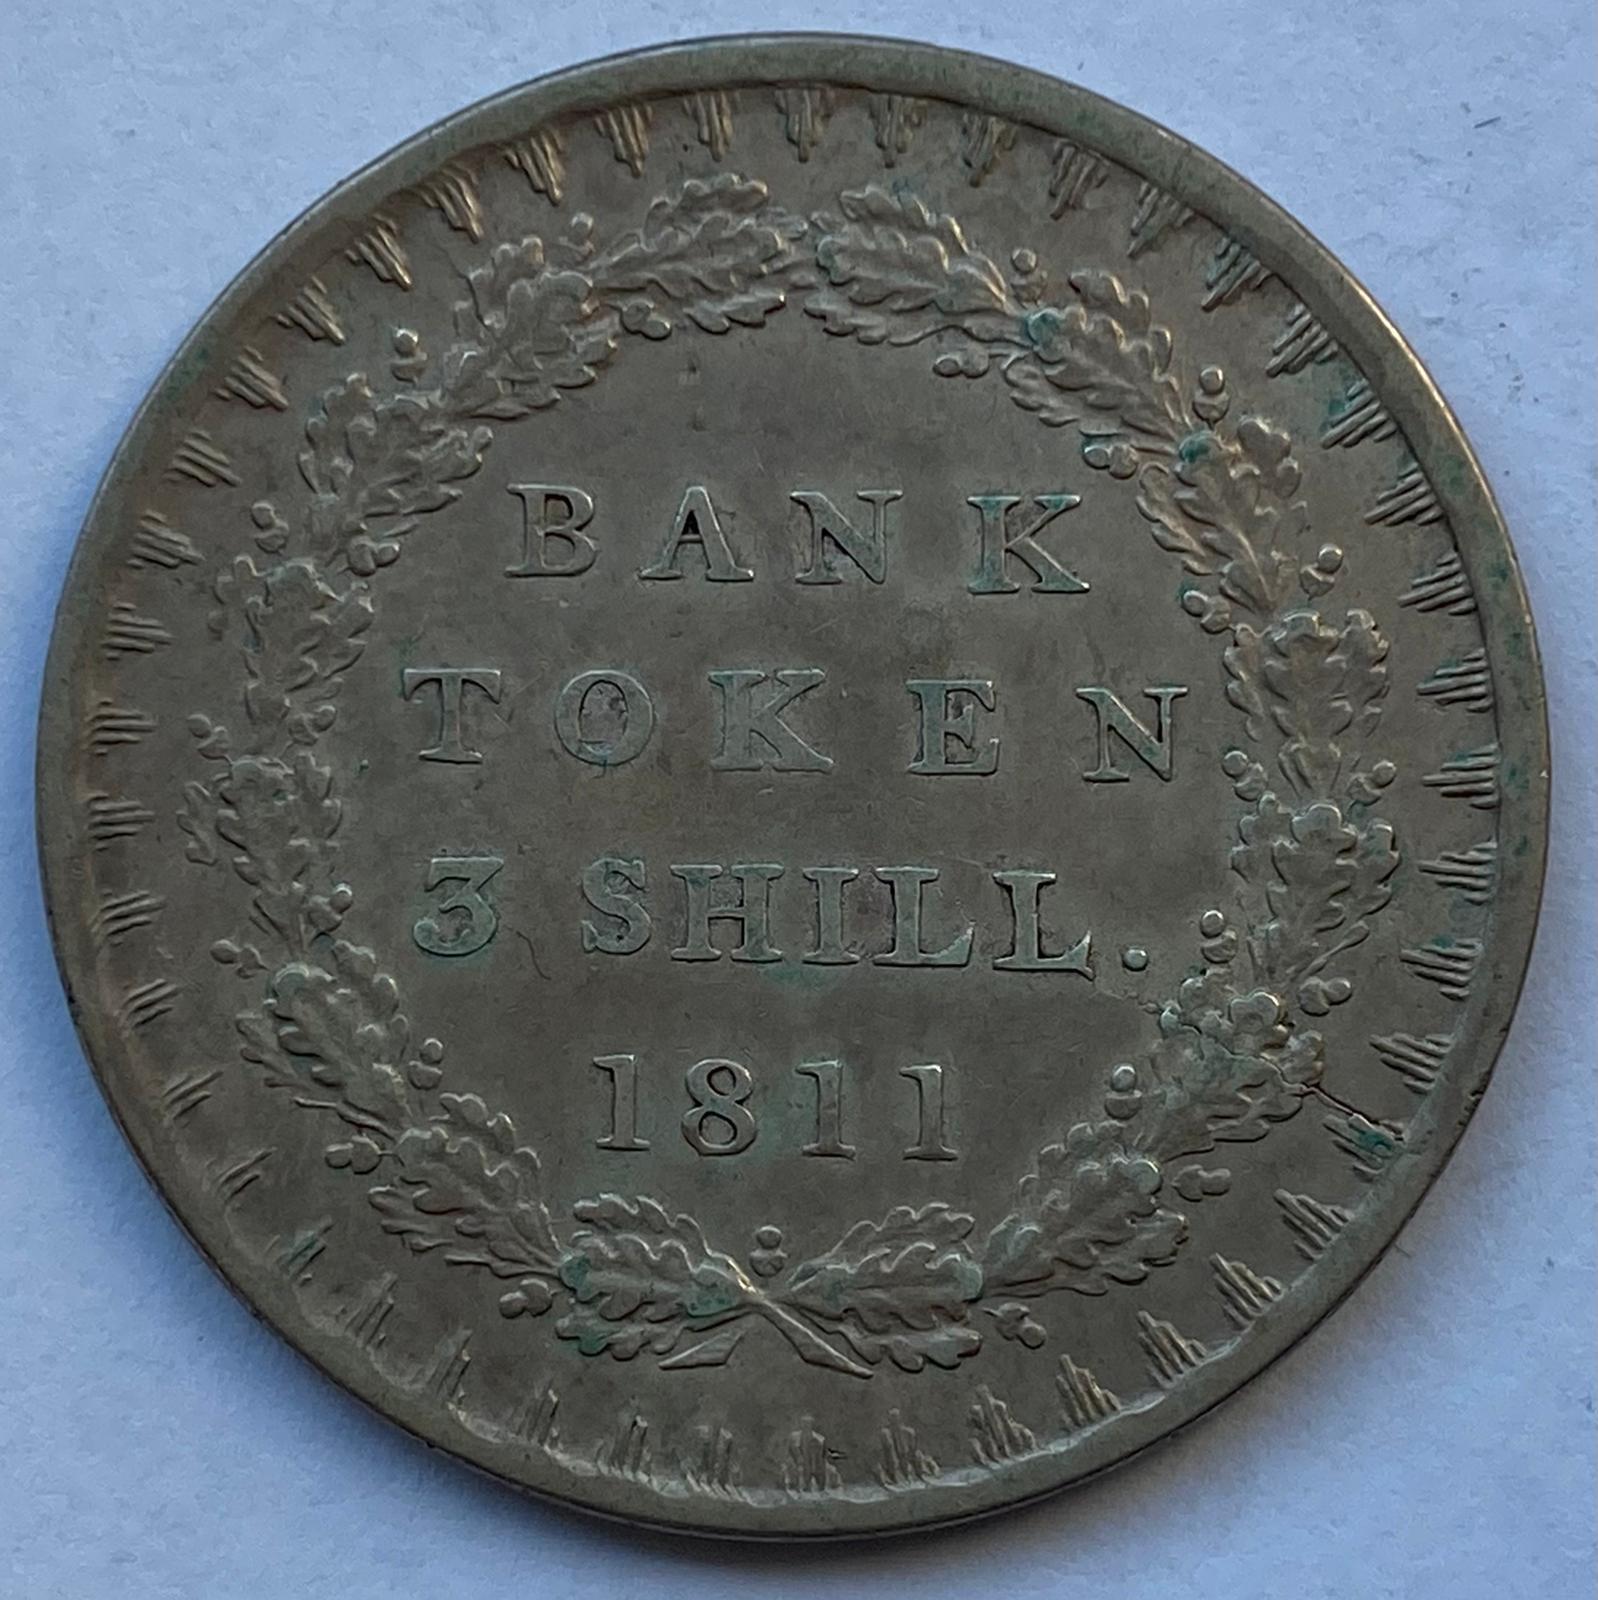 BANK
TOKEN
3 SHILL.
1811